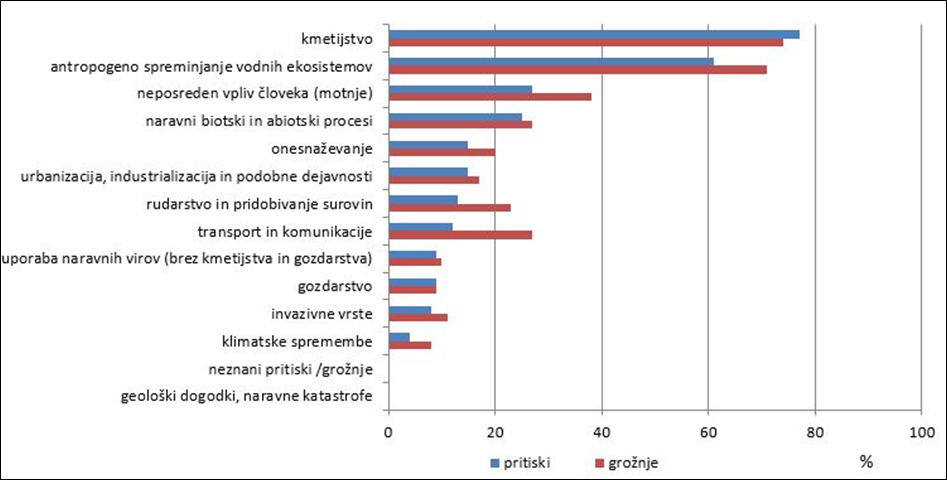 kmetijstvo
antropogeno spreminjanje vodnih ekosistemov
neposreden vpliv človeka (motnje)
naravni biotski in abiotski procesi
onesnaževanje
urbanizacija, industrializacija in podobne dejavnosti
rudarstvo in pridobivanje surovin
transport in komunikacije
uporaba naravnih virov (brez kmetijstva in gozdarstva)
gozdarstvo
invazivne vrste
klimatske spremembe
neznani pritiski /grožnje
geološki dogodki, naravne katastrofe
0 20 40 60 80 100
pritiski grožnje %